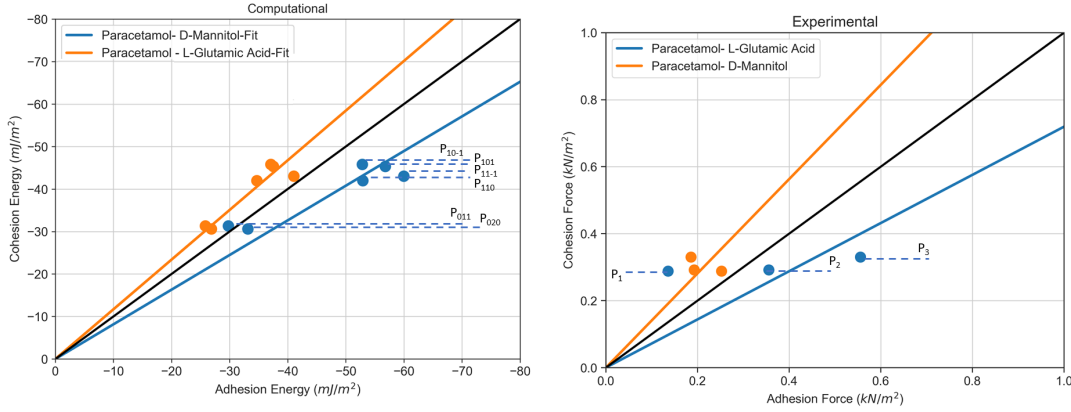 Computational
Cohesion Energy (mJ/m²)
−80
−70
−60
−50
−40
−30
−20
−10
0
Paracetamol- D-Mannitol-Fit
Paracetamol - L-Glutamic Acid-Fit
P10-1
P101
P11-1
P110
P011
P020
0 −10 −20 −30 −40 −50 −60 −70 −80
Adhesion Energy (mJ/m²)
Experimental
Cohesion Force (kN/m²)
1.0
0.8
0.6
0.4
0.2
0.0
Paracetamol- L-Glutamic Acid
Paracetamol- D-Mannitol
P1
P2
P3
0.0 0.2 0.4 0.6 0.8 1.0
Adhesion Force (kN/m²)